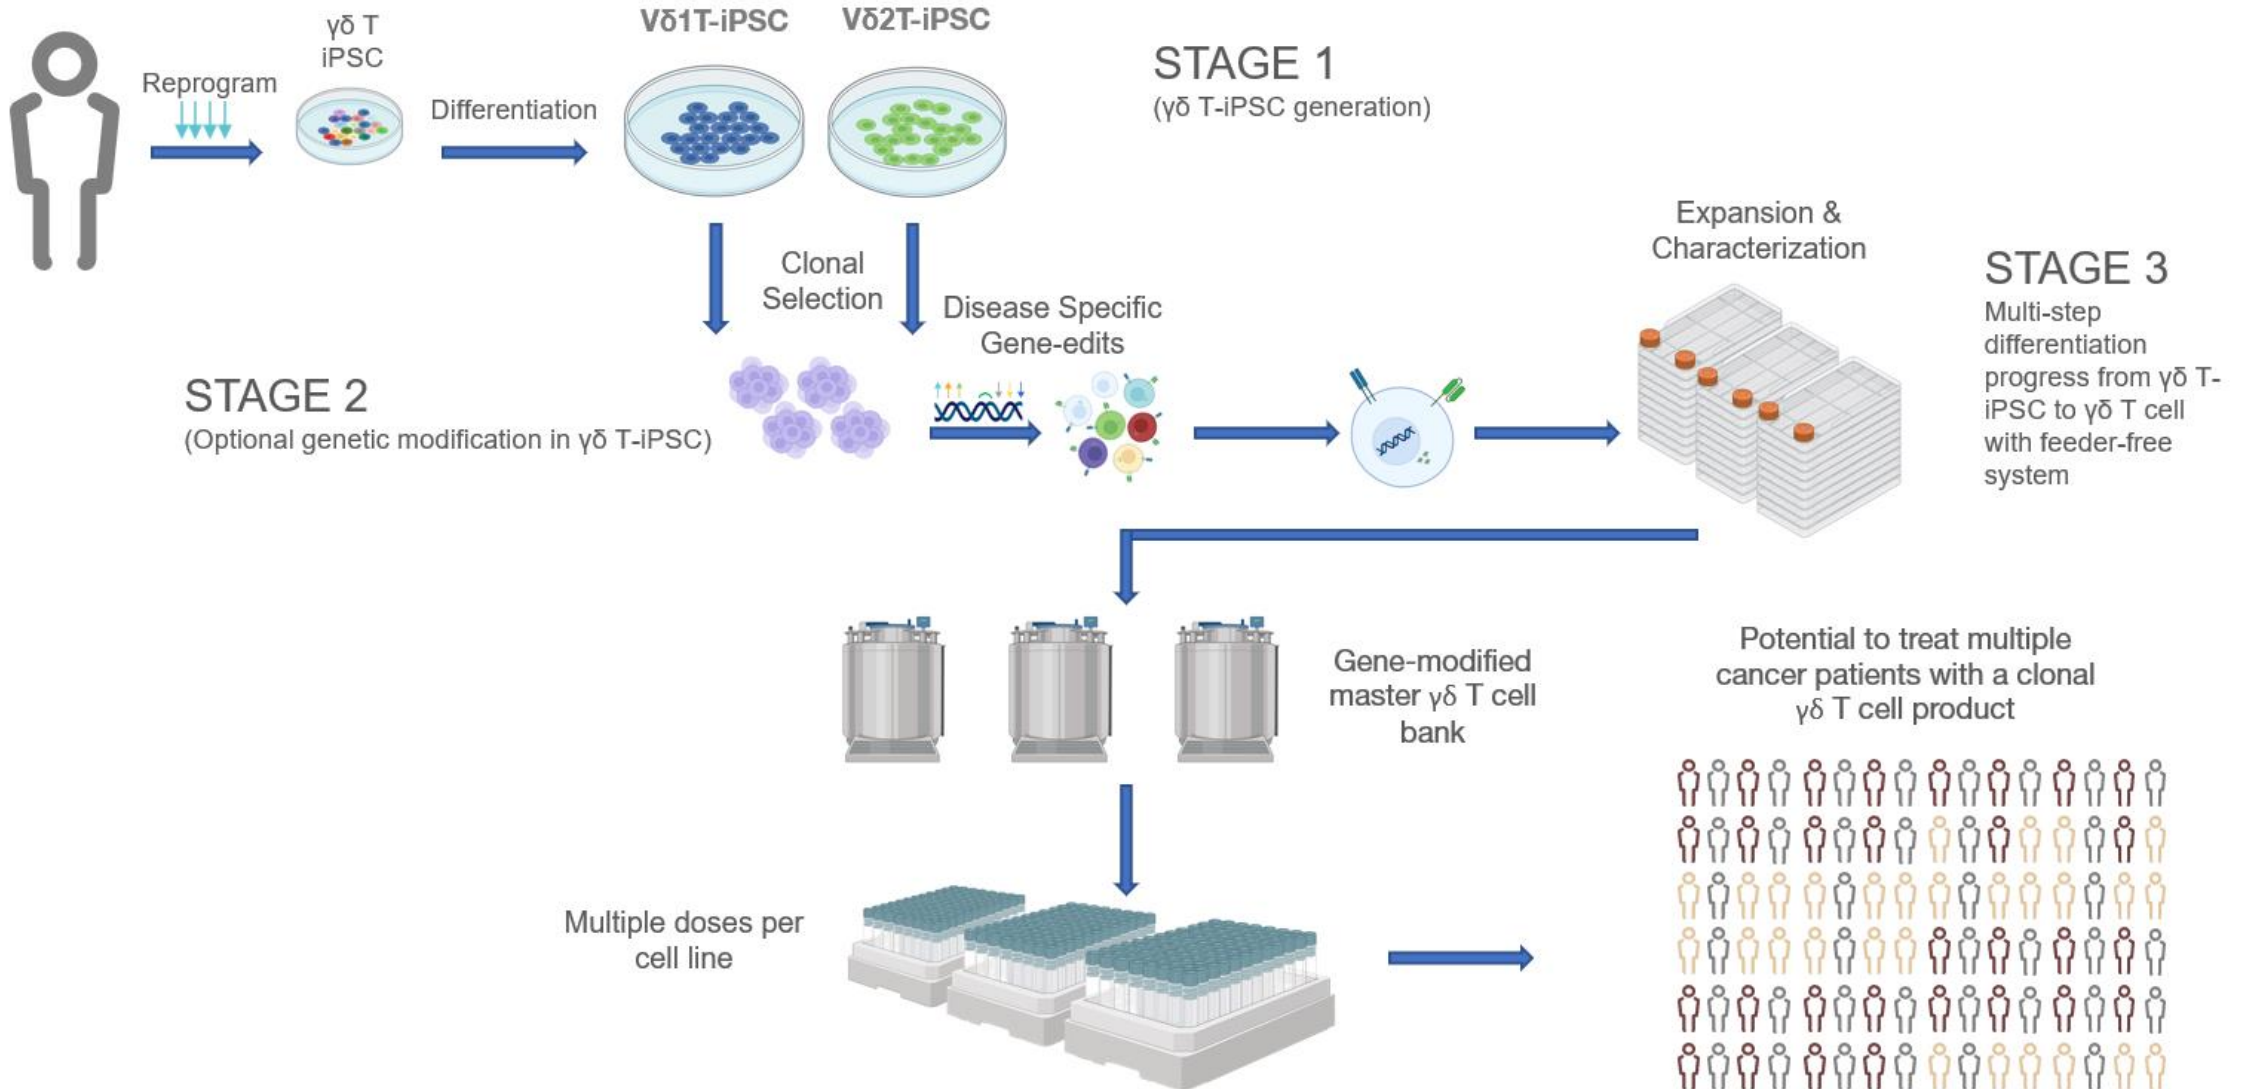 γδ T
iPSC
Reprogram
Differentiation
Vδ1T-iPSC
Vδ2T-iPSC
STAGE 1
(γδ T-iPSC generation)
Clonal
Selection
Disease Specific
Gene-edits
STAGE 2
(Optional genetic modification in γδ T-iPSC)
Expansion &
Characterization
STAGE 3
Multi-step
differentiation
progress from γδ T-
iPSC to γδ T cell
with feeder-free
system
Gene-modified
master γδ T cell
bank
Multiple doses per
cell line
Potential to treat multiple
cancer patients with a clonal
γδ T cell product